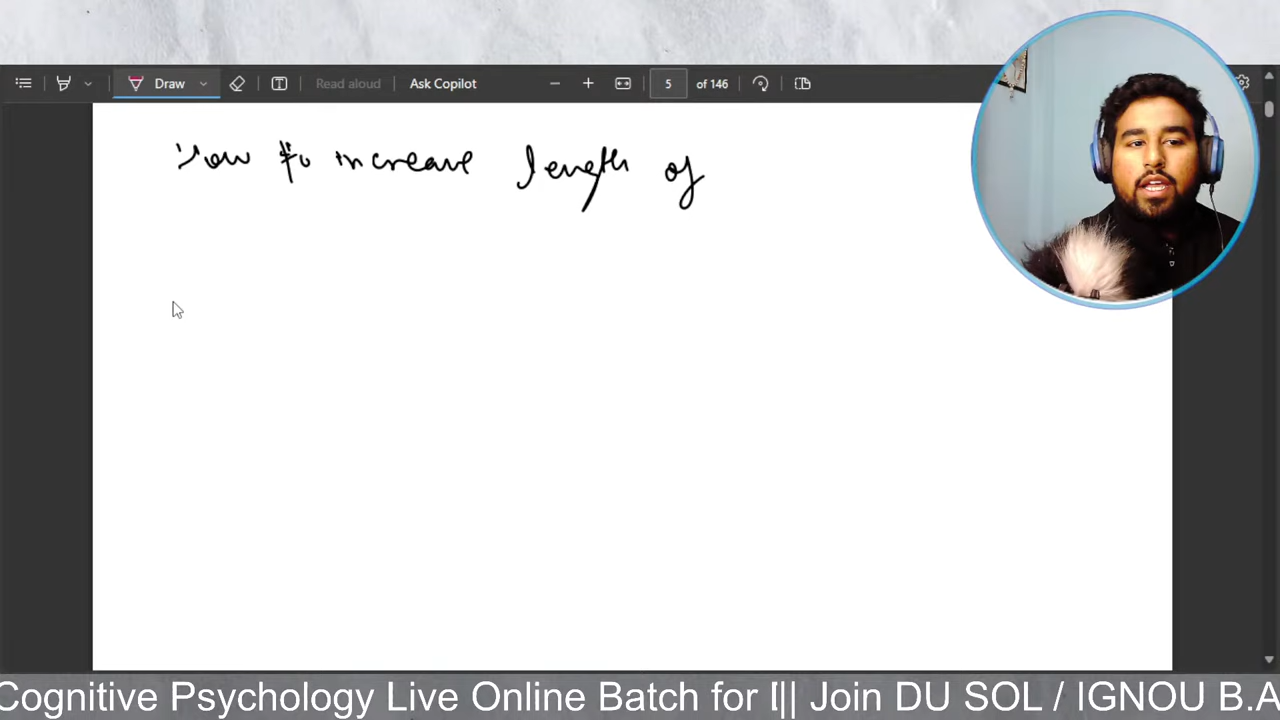 Draw
Read aloud
Ask Copilot
5
of 146
How to increase length of
Cognitive Psychology Live Online Batch for [|| Join DU SOL / IGNOU B.A